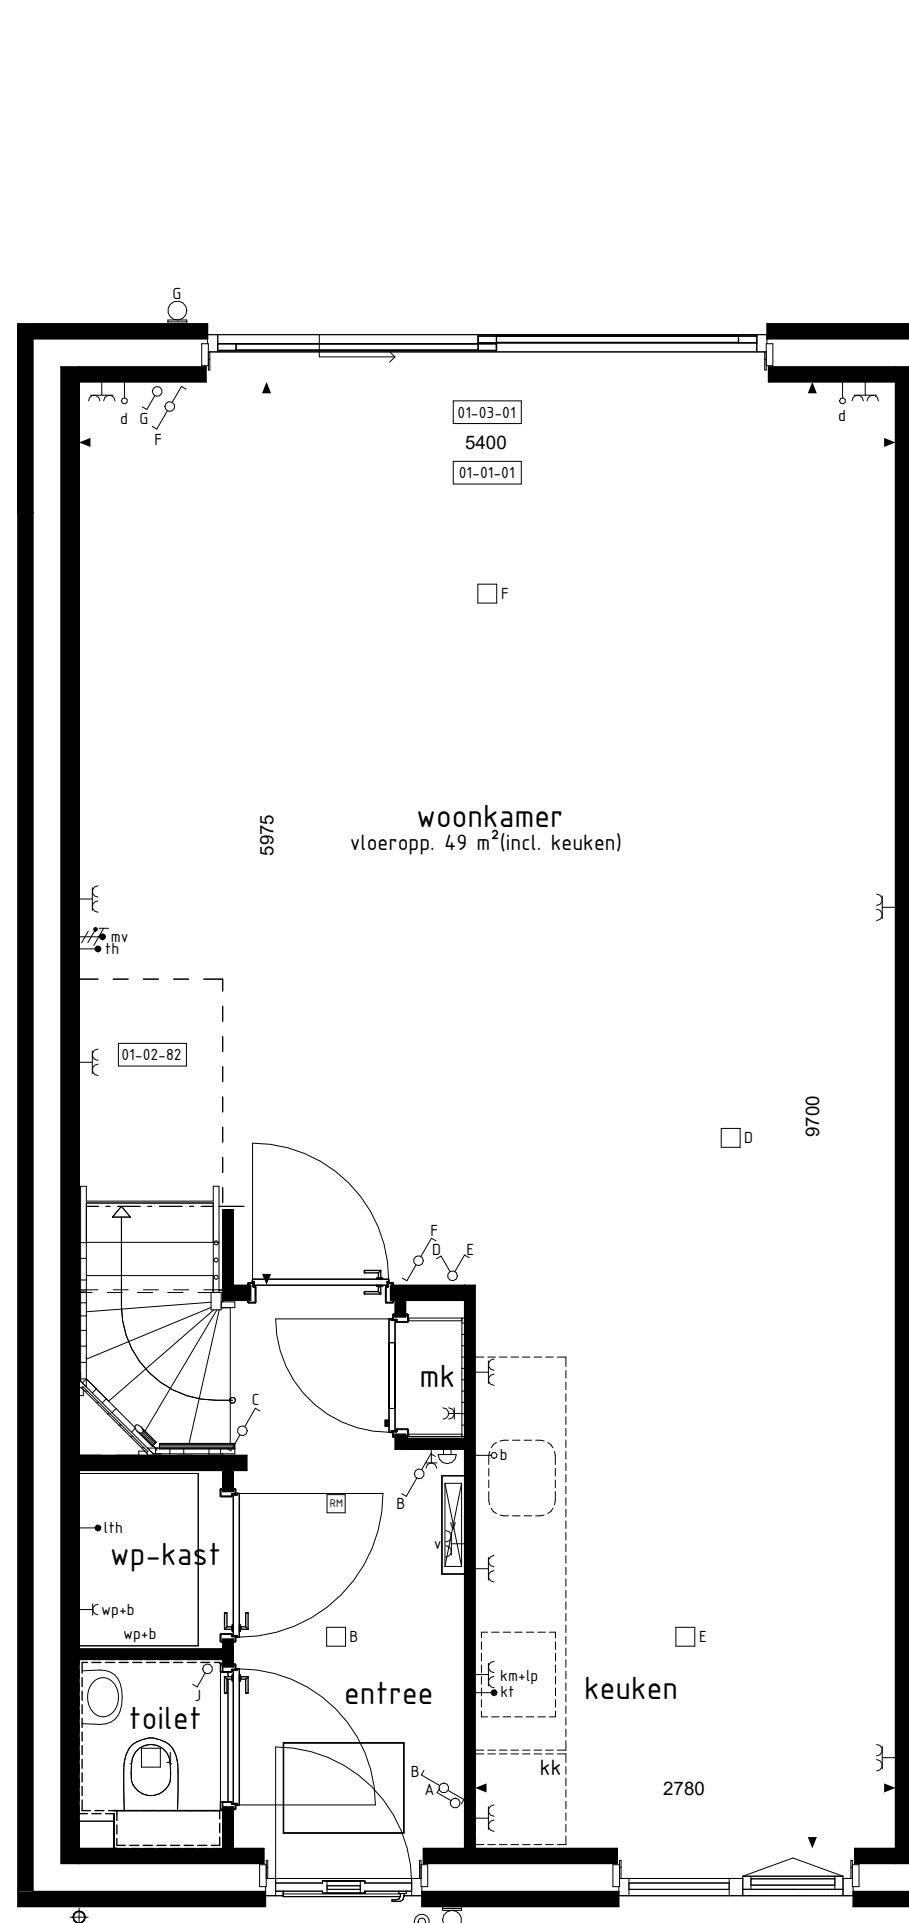 G
d
G
F
d
01-03-01
5400
01-01-01
F
5975
woonkamer
vloeropp. 49 m²(incl. keuken)
mv
th
01-02-82
9700
D
F
D
E
mk
C
b
B
RM
lth
v
wp-kast
wp+b
wp+b
B
E
J
km+lp
kt
keuken
entree
toilet
kk
B
A
2780